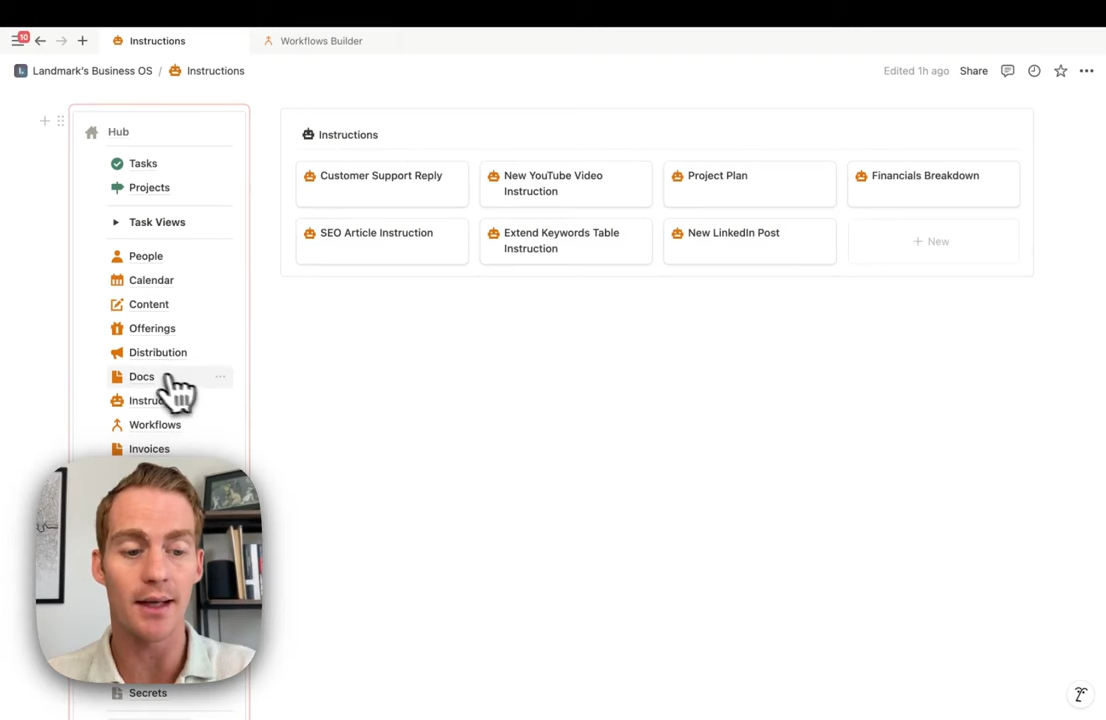 10
Instructions
Workflows Builder
Landmark's Business OS / Instructions
Edited 1h ago
Share
Hub
Tasks
Projects
Task Views
People
Calendar
Content
Offerings
Distribution
Docs
Workflows
Invoices
Secrets
Instructions
Customer Support Reply
New YouTube Video
Instruction
Project Plan
Financials Breakdown
SEO Article Instruction
Extend Keywords Table
Instruction
New LinkedIn Post
+ New